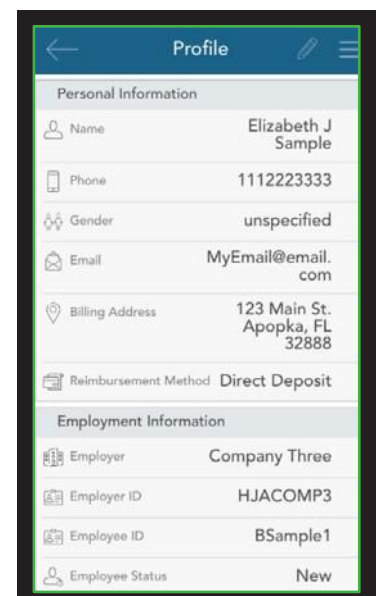 Profile
Personal Information
Name Elizabeth J
Sample
Phone 1112223333
Gender unspecified
Email MyEmail@email.
com
Billing Address 123 Main St.
Apopka, FL
32888
Reimbursement Method Direct Deposit
Employment Information
Employer Company Three
Employer ID HJACOMP3
Employee ID BSample1
Employee Status New